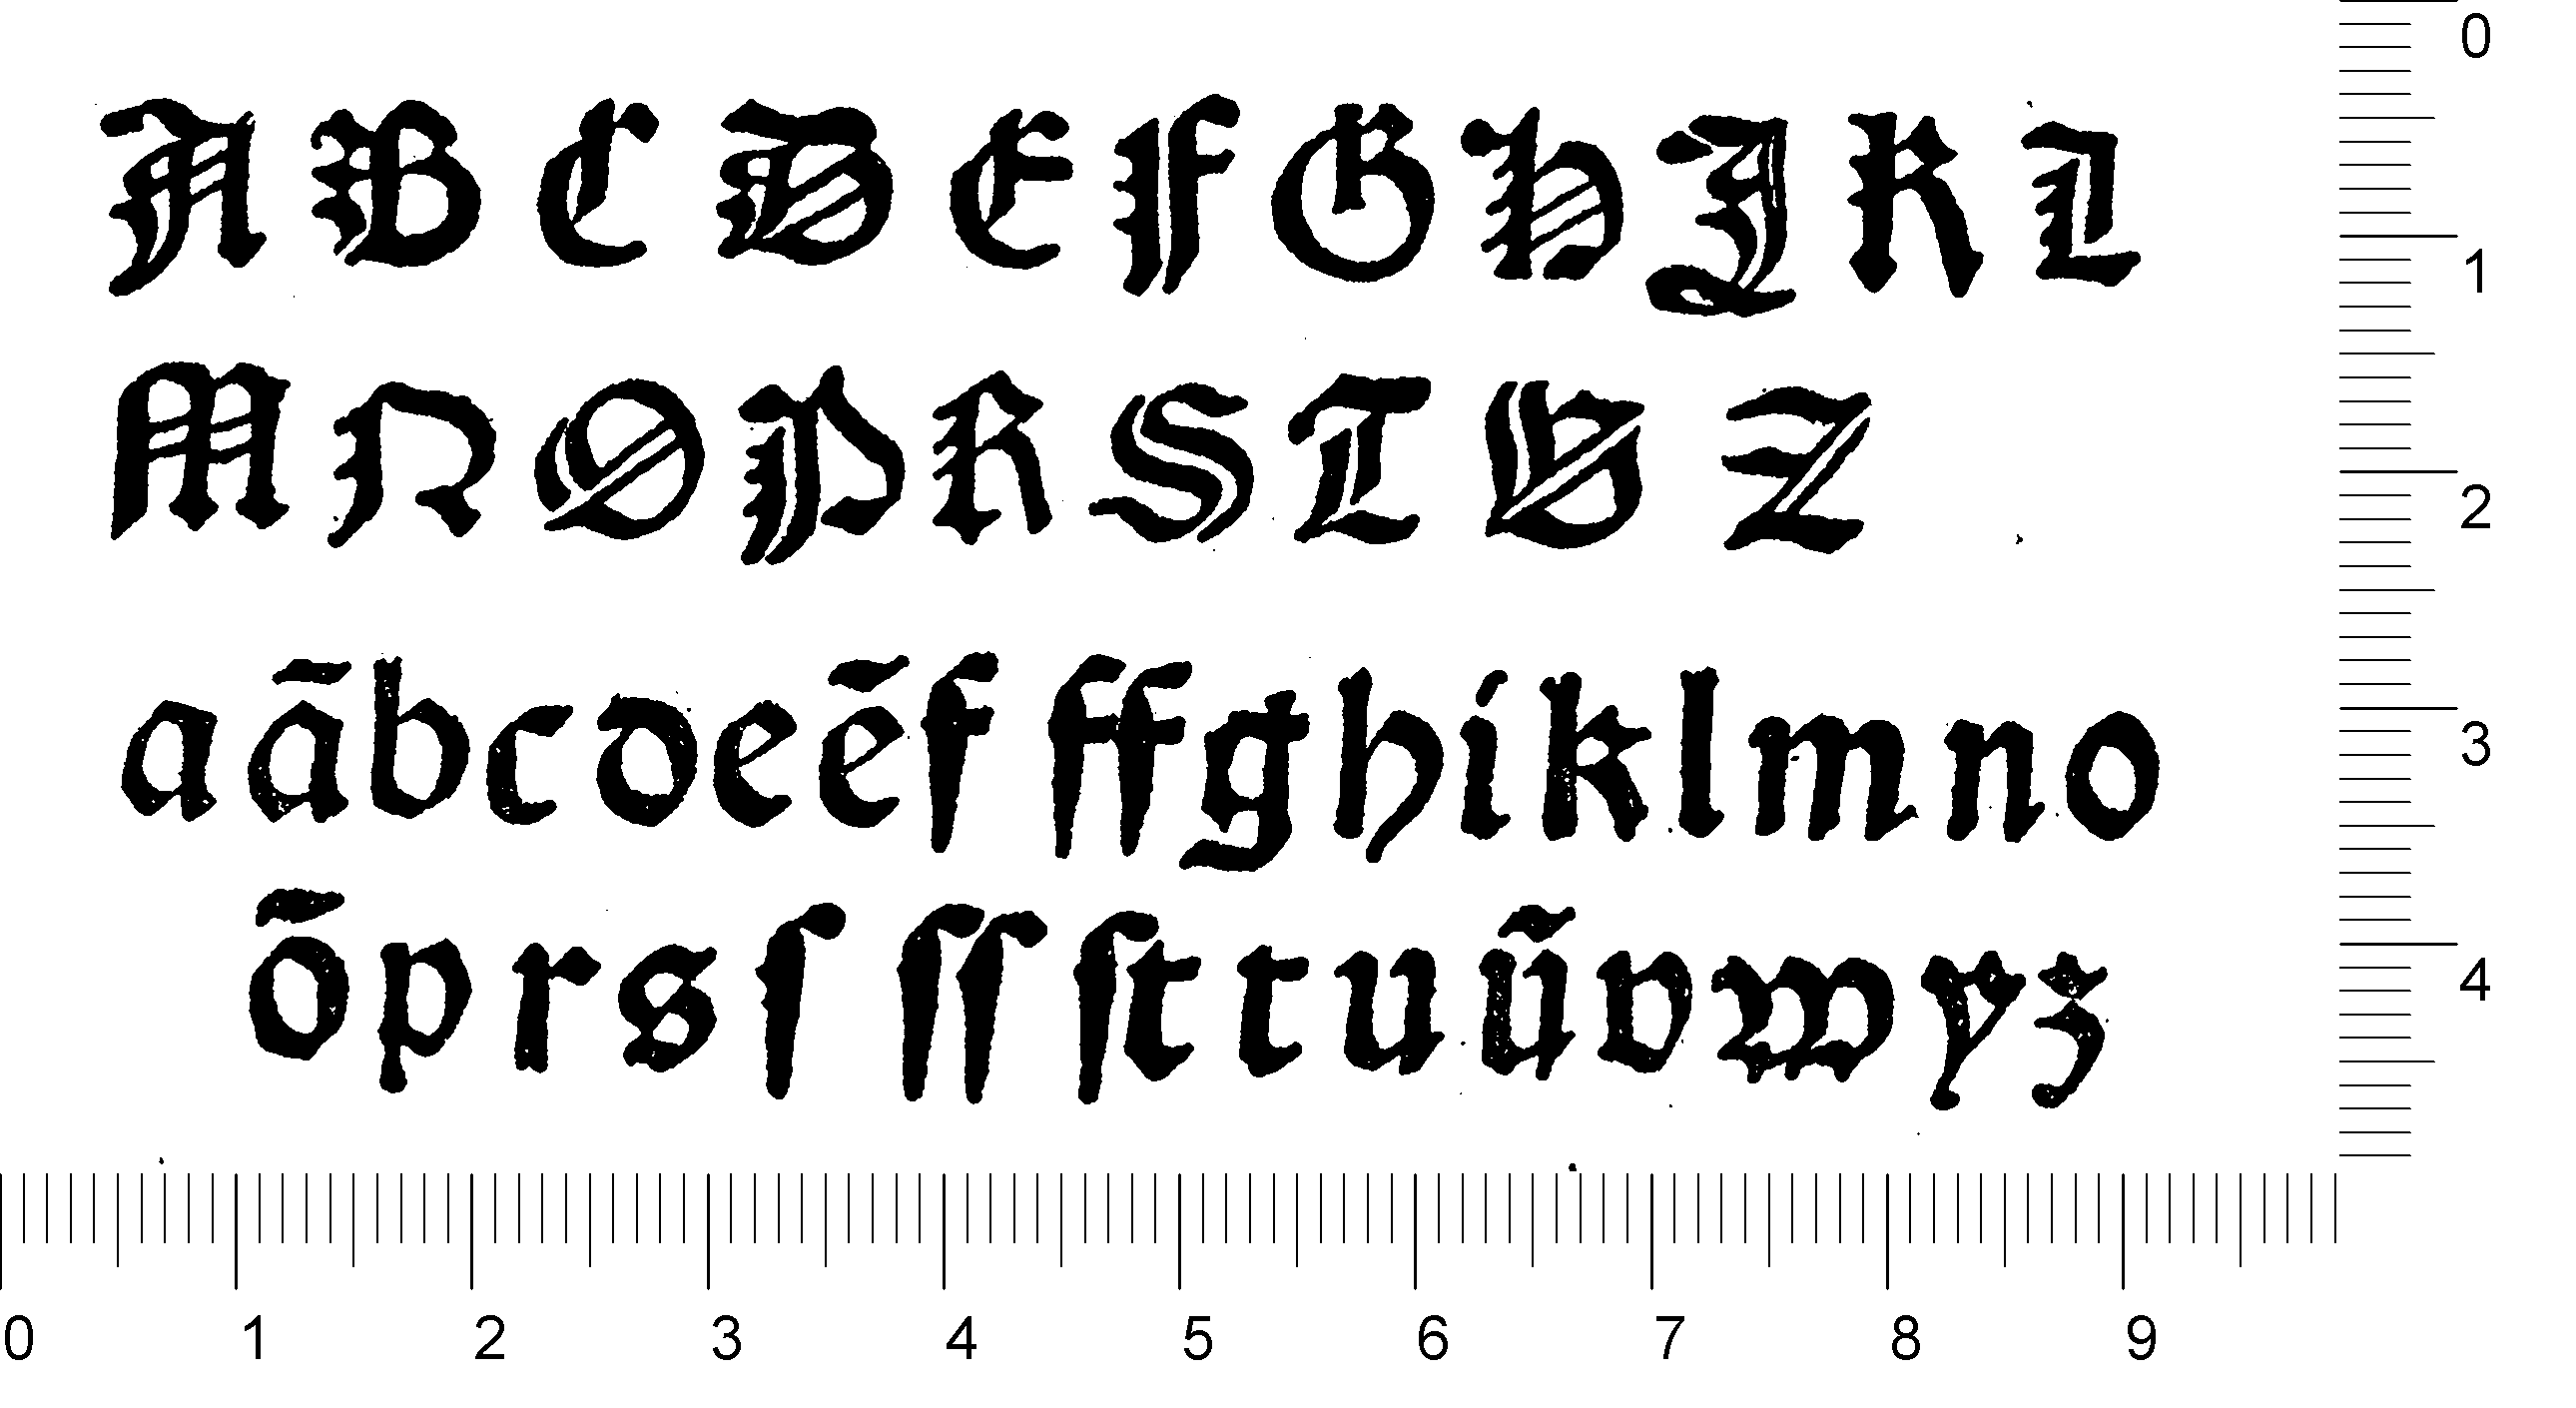 A B C D E F G H J K L
M N O P R S T V Z
a ã b c d e ẽ f ff g h i k l m n o
õ p r s ſ ſſ ſt t u ũ v w y z
0 1 2 3 4 5 6 7 8 9
0
1
2
3
4